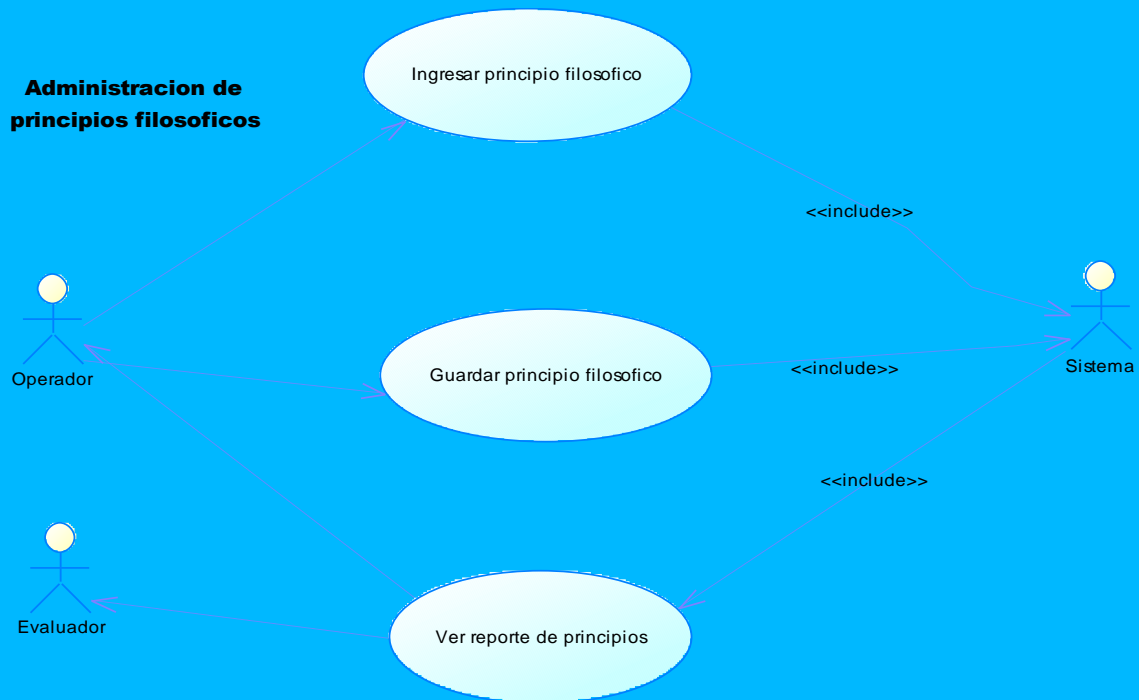 Administracion de
principios filosoficos
Ingresar principio filosofico
<<include>>
Operador
Guardar principio filosofico
<<include>>
Sistema
<<include>>
Evaluador
Ver reporte de principios